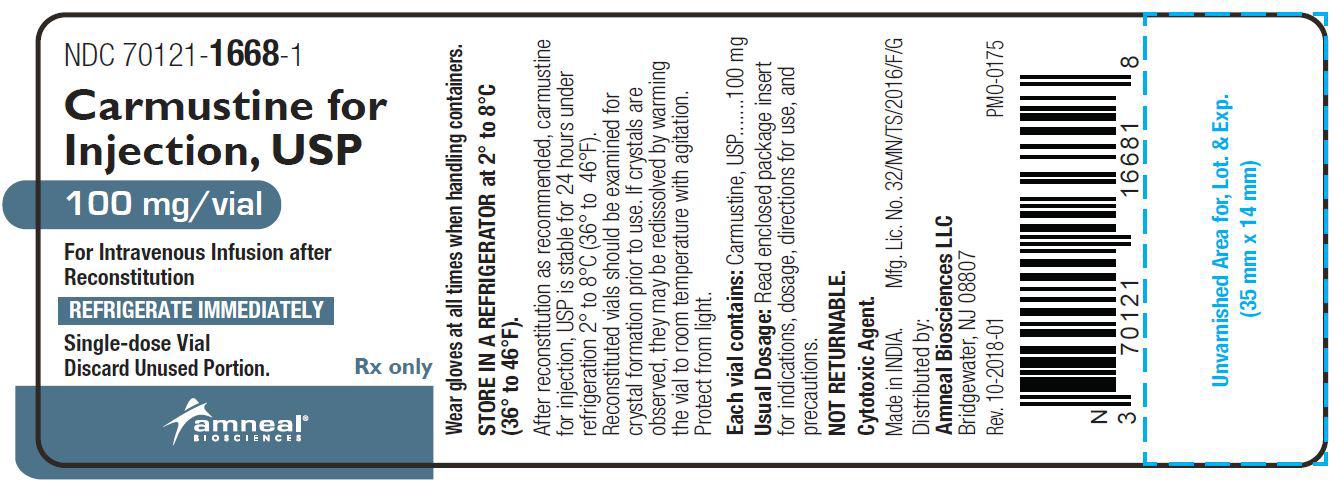 NDC 70121-1668-1
Carmustine for
Injection, USP
100 mg/vial
For Intravenous Infusion after
Reconstitution
REFRIGERATE IMMEDIATELY
Single-dose Vial
Discard Unused Portion.
Rx only
amneal®
BIOSCIENCES
Wear gloves at all times when handling containers.
STORE IN A REFRIGERATOR at 2° to 8°C
(36° to 46°F).
After reconstitution as recommended, carmustine
for injection, USP is stable for 24 hours under
refrigeration 2° to 8°C (36° to 46°F).
Reconstituted vials should be examined for
crystal formation prior to use. If crystals are
observed, they may be redissolved by warming
the vial to room temperature with agitation.
Protect from light.
Each vial contains: Carmustine, USP.......100 mg
Usual Dosage: Read enclosed package insert
for indications, dosage, directions for use, and
precautions.
NOT RETURNABLE.
Cytotoxic Agent.
Made in INDIA. Mfg. Lic. No. 32/MN/TS/2016/F/G
Distributed by:
Amneal Biosciences LLC
Bridgewater, NJ 08807
Rev. 10-2018-01 PMO-0175
N
3 70121 16681 8
Unvarnished Area for, Lot. & Exp.
(35 mm x 14 mm)